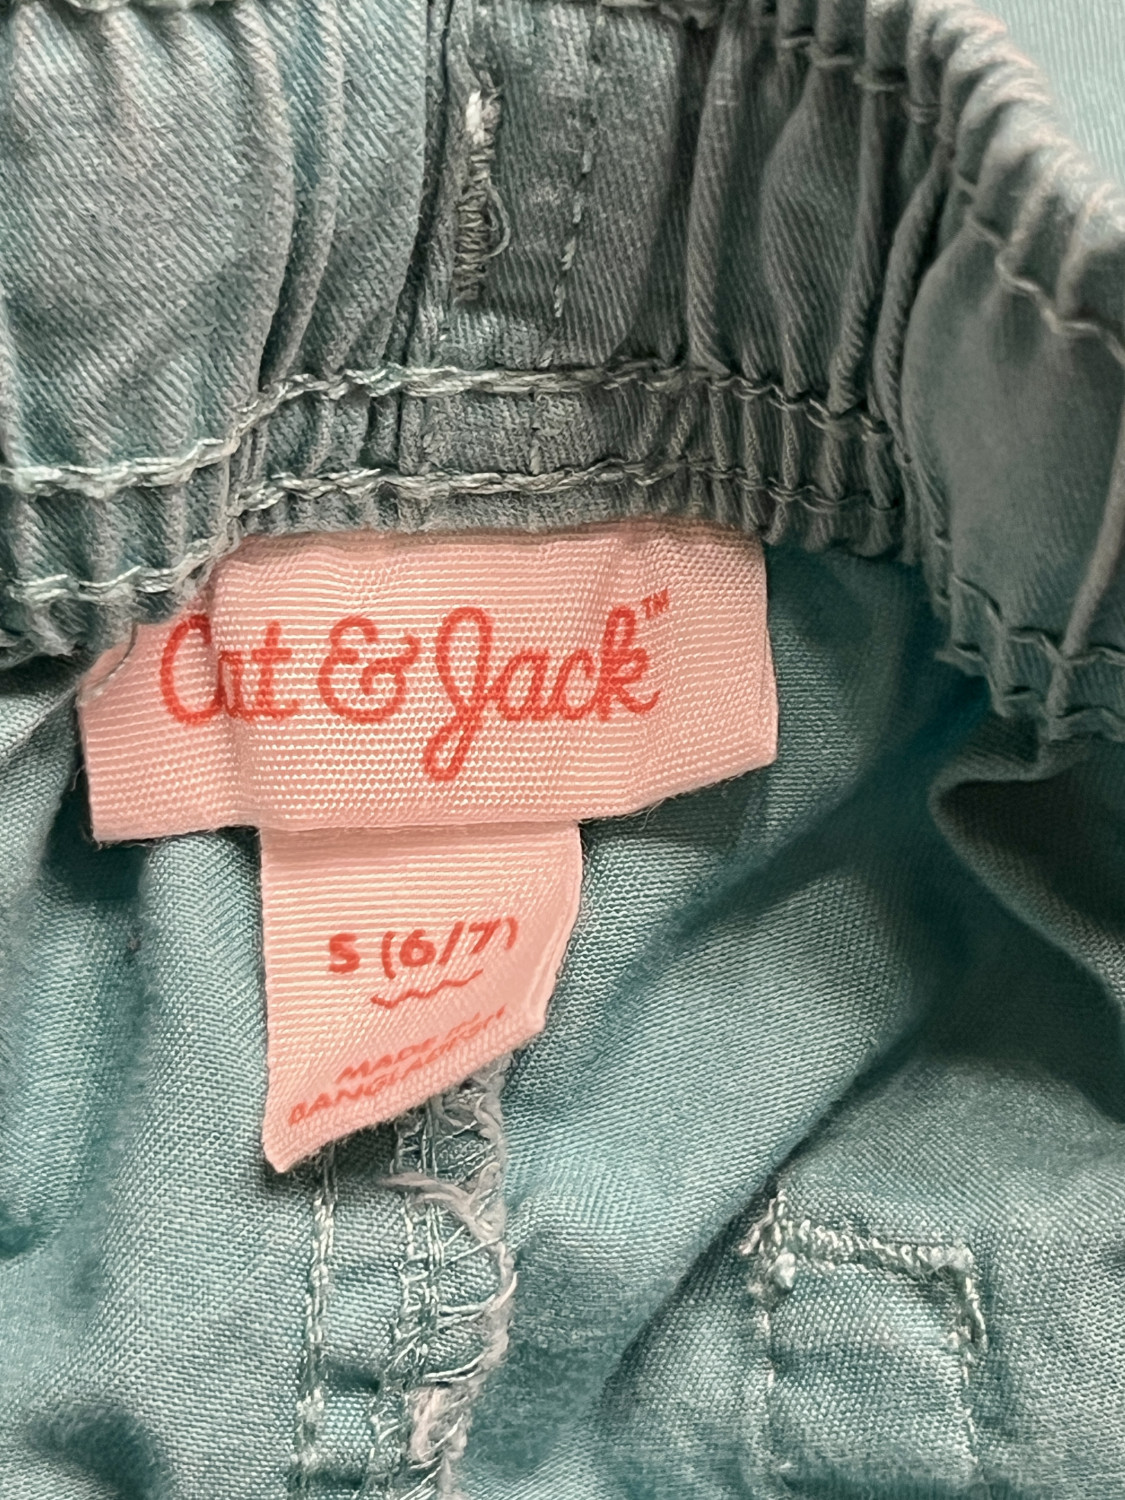 Cat & Jack™
S (6/7)
MADE IN
BANGLADESH